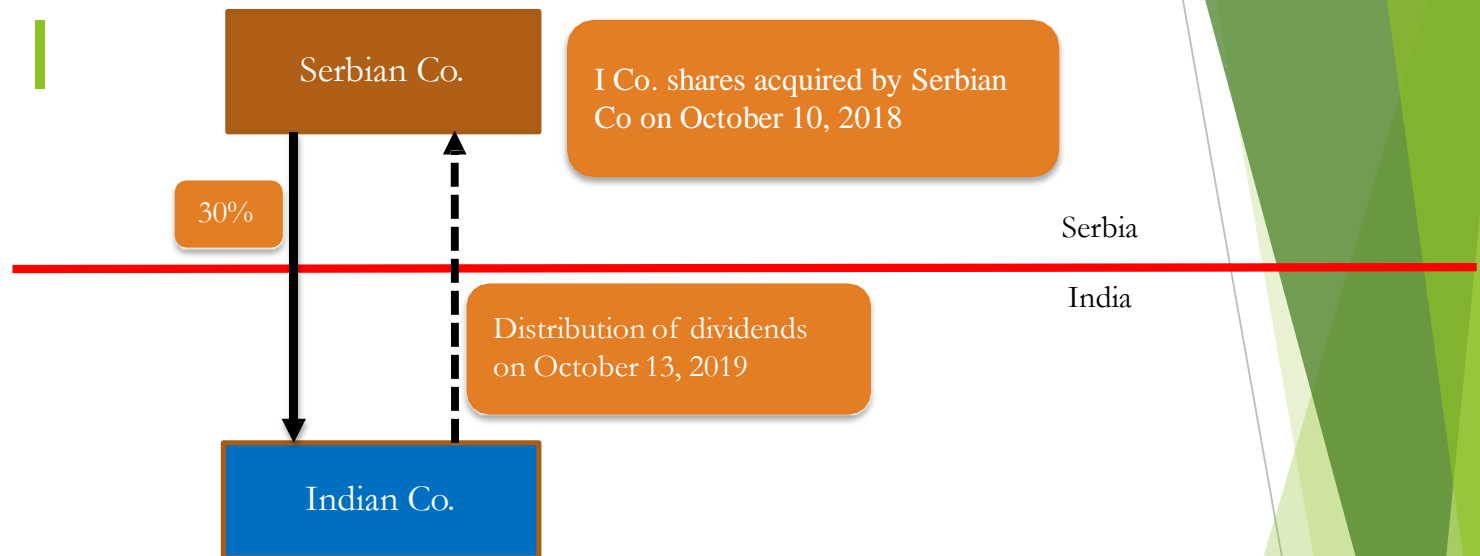 Serbian Co.
I Co. shares acquired by Serbian
Co on October 10, 2018
30%
Serbia
India
Distribution of dividends
on October 13, 2019
Indian Co.